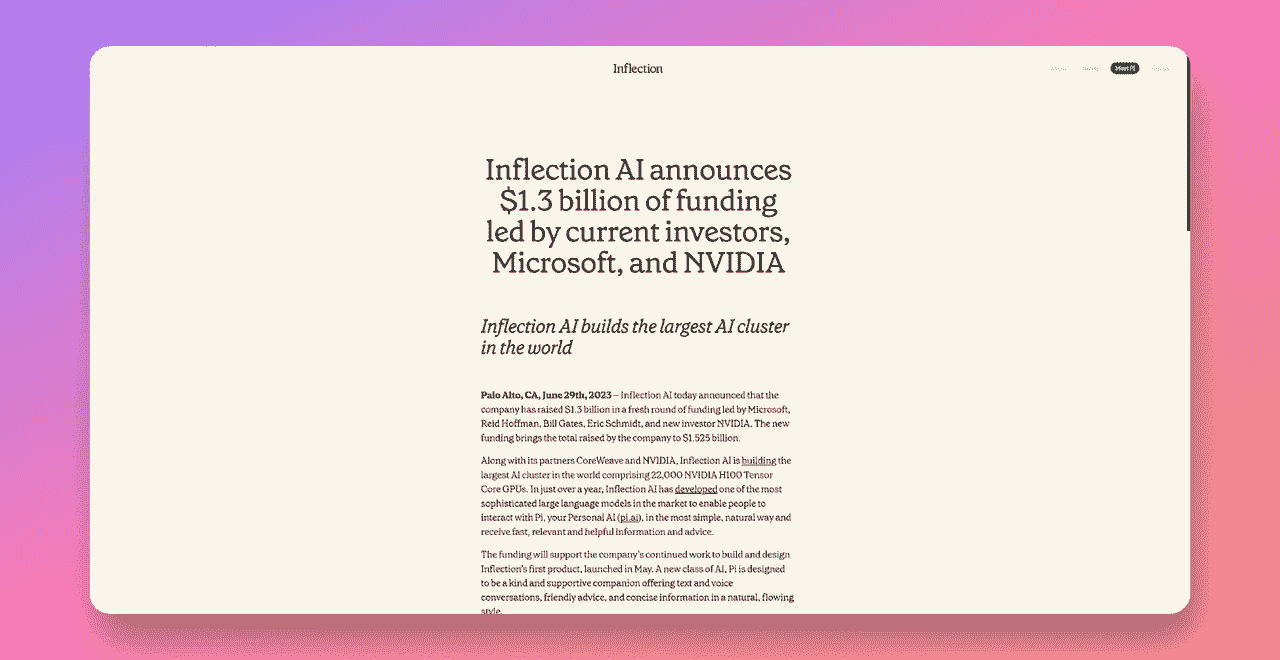 Inflection
Meet Pi
Inflection AI announces
$1.3 billion of funding
led by current investors,
Microsoft, and NVIDIA
Inflection AI builds the largest AI cluster
in the world
Palo Alto, CA, June 29th, 2023 — Inflection AI today announced that the
company has raised $1.3 billion in a fresh round of funding led by Microsoft,
Reid Hoffman, Bill Gates, Eric Schmidt, and new investor NVIDIA. The new
funding brings the total raised by the company to $1.525 billion.
Along with its partners CoreWeave and NVIDIA, Inflection AI is building the
largest AI cluster in the world comprising 22,000 NVIDIA H100 Tensor
Core GPUs. In just over a year, Inflection AI has developed one of the most
sophisticated large language models in the market to enable people to
interact with Pi, your Personal AI (pi.ai), in the most simple, natural way and
receive fast, relevant and helpful information and advice.
The funding will support the company's continued work to build and design
Inflection's first product, launched in May. A new class of AI, Pi is designed
to be a kind and supportive companion offering text and voice
conversations, friendly advice, and concise information in a natural, flowing
style.